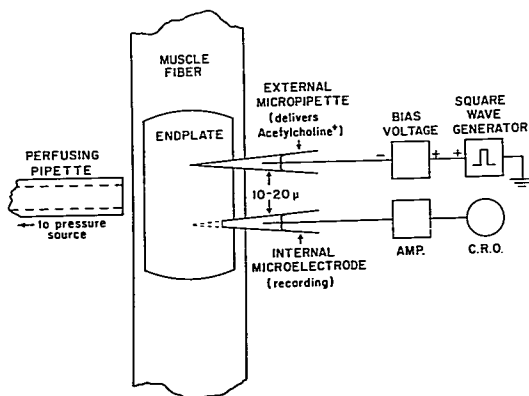 MUSCLE
FIBER
ENDPLATE
PERFUSING
PIPETTE
to pressure
source
EXTERNAL
MICROPIPETTE
(delivers
Acetylcholine⁺)
10-20 μ
INTERNAL
MICROELECTRODE
(recording)
BIAS
VOLTAGE
- +
SQUARE
WAVE
GENERATOR
+
AMP.
C.R.O.